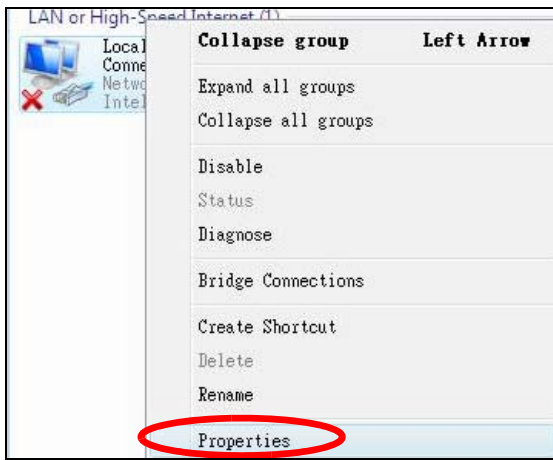 LAN or High-Speed Internet (1)
Local
Conne
Netwo
Intel
Collapse group Left Arrow
Expand all groups
Collapse all groups
Disable
Status
Diagnose
Bridge Connections
Create Shortcut
Delete
Rename
Properties